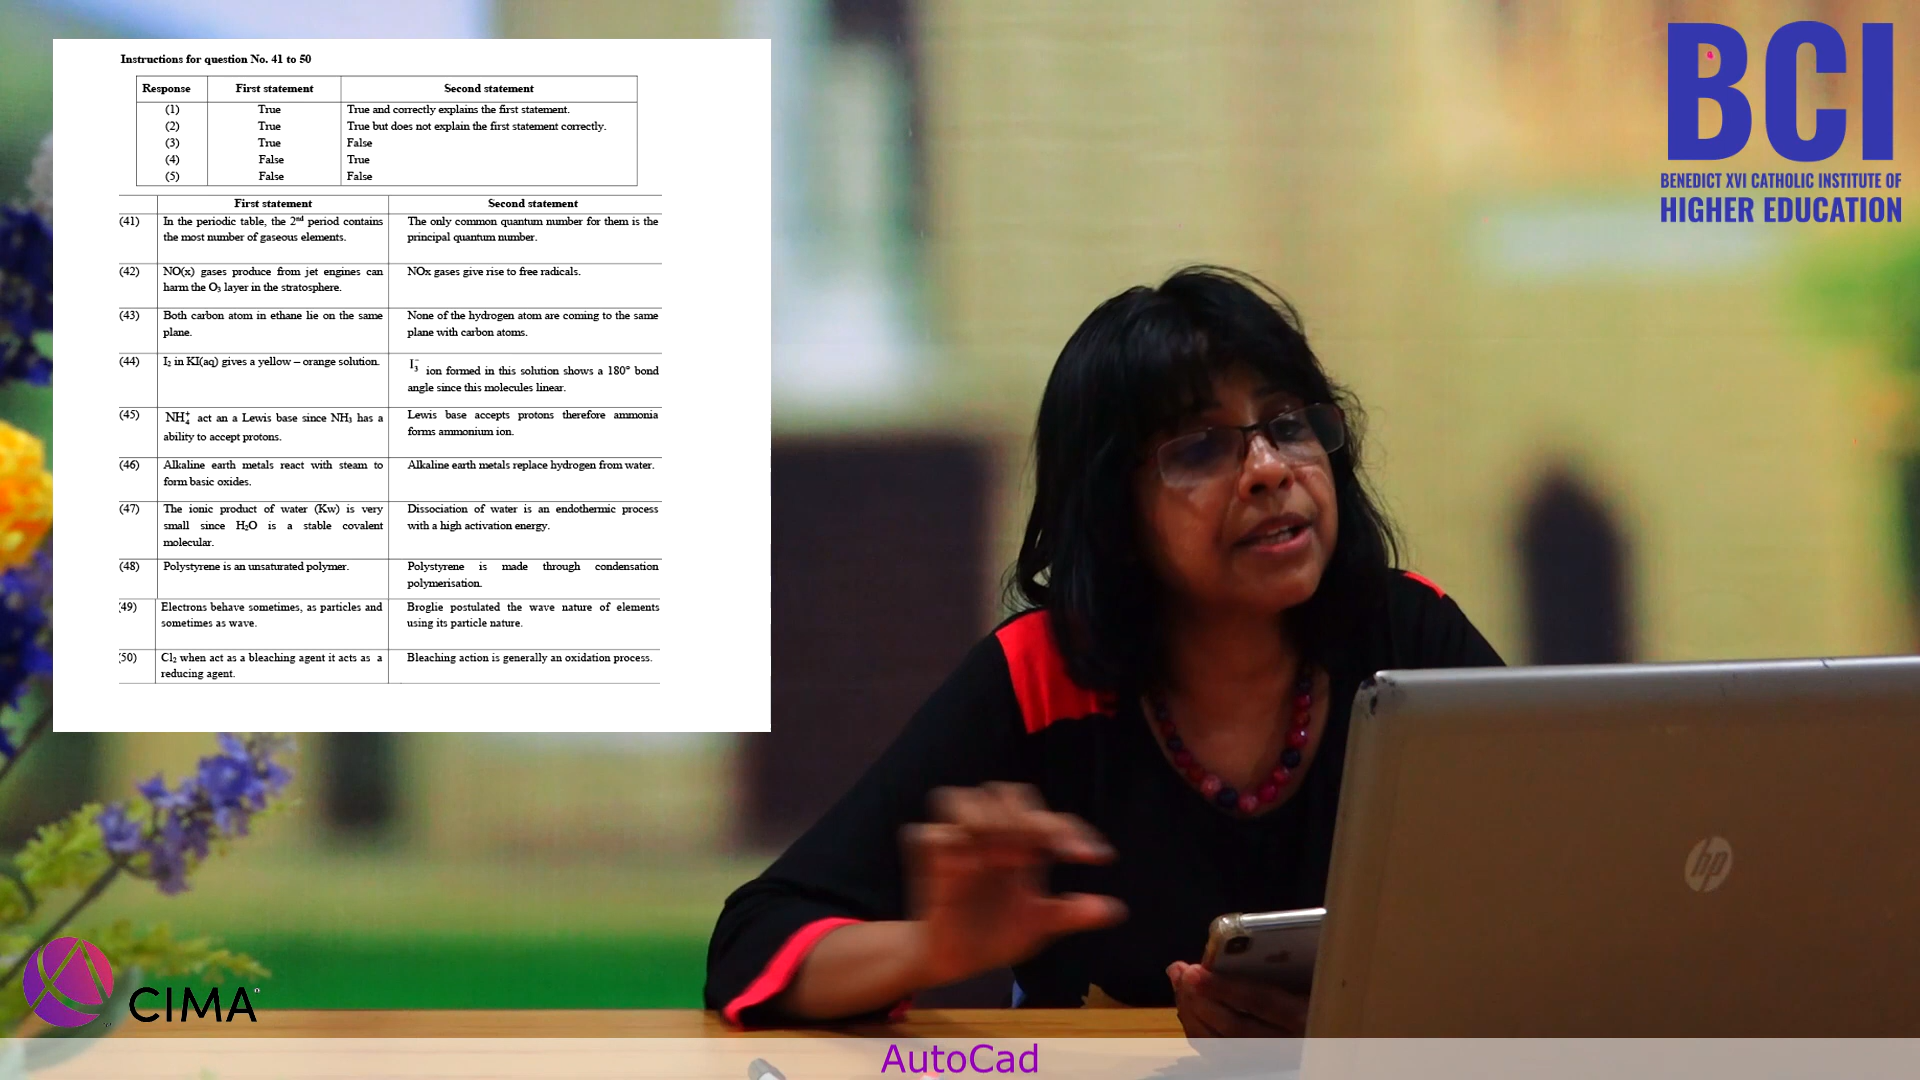 Instructions for question No. 41 to 50
Response First statement Second statement
(1) True True and correctly explains the first statement.
(2) True True but does not explain the first statement correctly.
(3) True False
(4) False True
(5) False False
First statement Second statement
(41) In the periodic table, the 2nd period contains The only common quantum number for them is the
the most number of gaseous elements. principal quantum number.
(42) NO(x) gases produce from jet engines can NOx gases give rise to free radicals.
harm the O3 layer in the stratosphere.
(43) Both carbon atom in ethane lie on the same None of the hydrogen atom are coming to the same
plane. plane with carbon atoms.
(44) I2 in KI(aq) gives a yellow – orange solution. I3- ion formed in this solution shows a 180° bond
angle since this molecules linear.
(45) NH4+ act an a Lewis base since NH3 has a Lewis base accepts protons therefore ammonia
ability to accept protons. forms ammonium ion.
(46) Alkaline earth metals react with steam to Alkaline earth metals replace hydrogen from water.
form basic oxides.
(47) The ionic product of water (Kw) is very Dissociation of water is an endothermic process
small since H2O is a stable covalent with a high activation energy.
molecular.
(48) Polystyrene is an unsaturated polymer. Polystyrene is made through condensation
polymerisation.
(49) Electrons behave sometimes, as particles and Broglie postulated the wave nature of elements
sometimes as wave. using its particle nature.
(50) Cl2 when act as a bleaching agent it acts as a Bleaching action is generally an oxidation process.
reducing agent.
BCI
BENEDICT XVI CATHOLIC INSTITUTE OF
HIGHER EDUCATION
hp
CIMA
AutoCad